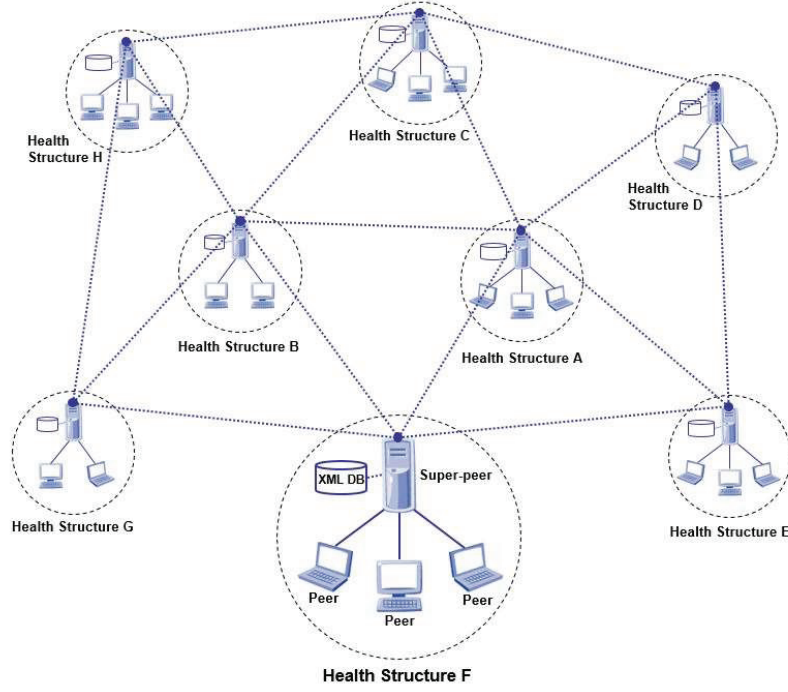 Health Structure C
Health
Structure H
Health
Structure D
Health Structure B
Health Structure A
XML DB
Super-peer
Health Structure G
Health Structure E
Peer
Peer
Peer
Health Structure F